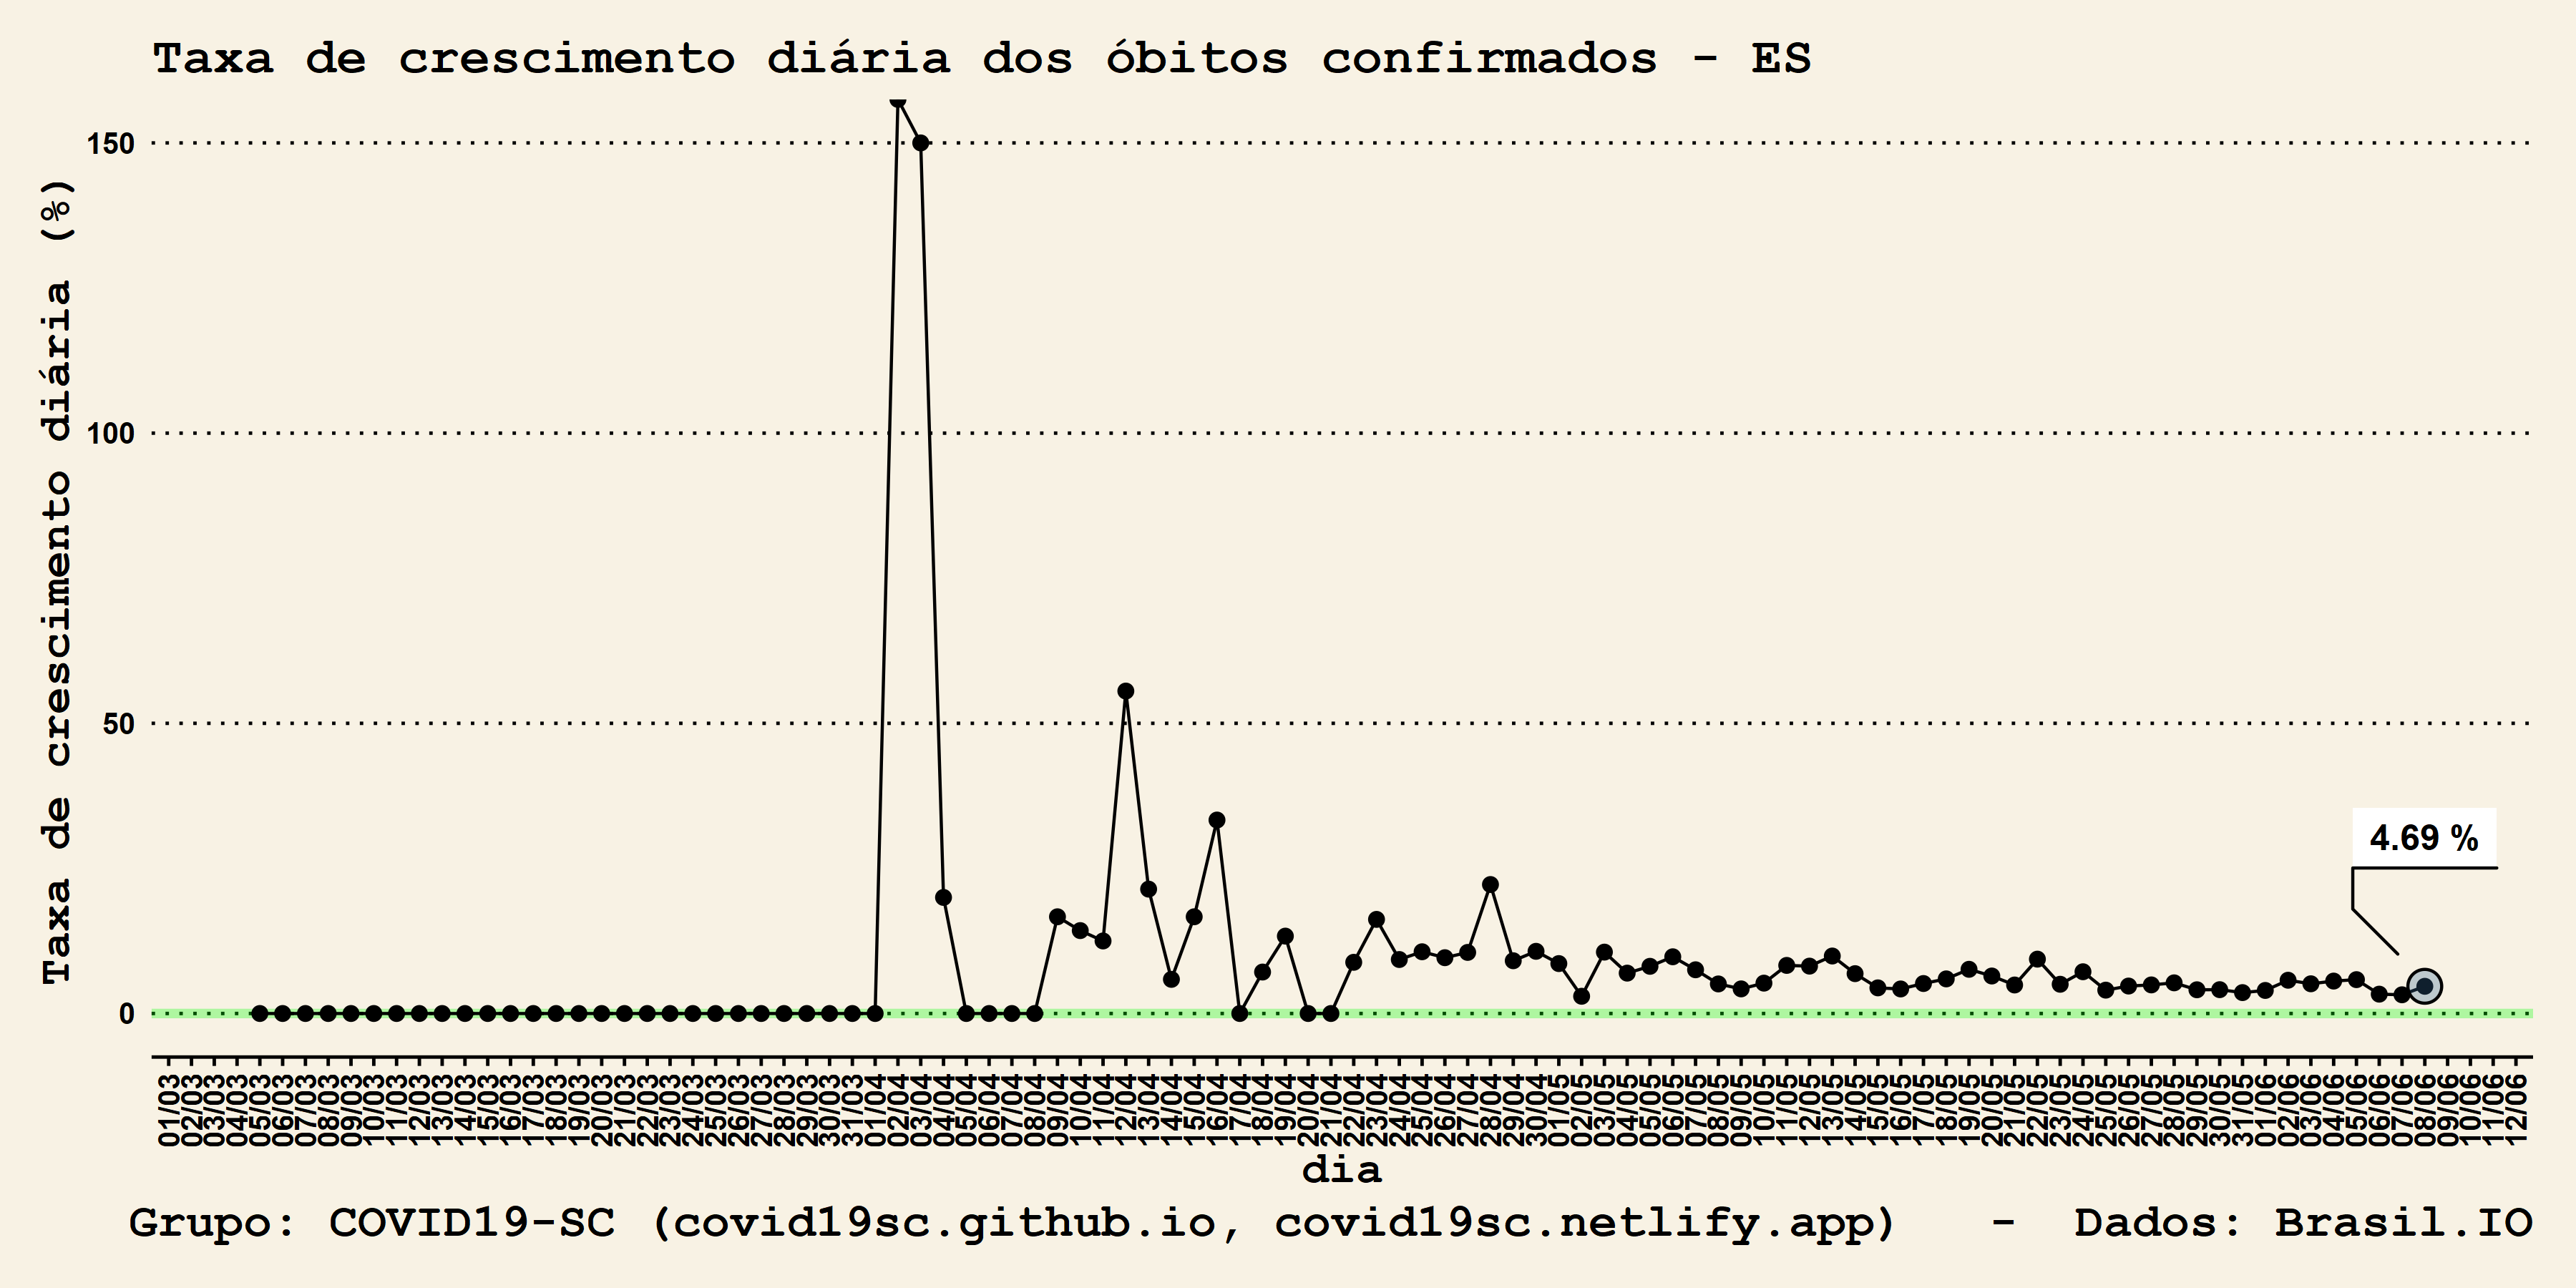 Taxa de crescimento diária dos óbitos confirmados - ES
Taxa de crescimento diária (%)
150
100
50
0
4.69 %
01/03 02/03 03/03 04/03 05/03 06/03 07/03 08/03 09/03 10/03 11/03 12/03 13/03 14/03 15/03 16/03 17/03 18/03 19/03 20/03 21/03 22/03 23/03 24/03 25/03 26/03 27/03 28/03 29/03 30/03 31/03 01/04 02/04 03/04 04/04 05/04 06/04 07/04 08/04 09/04 10/04 11/04 12/04 13/04 14/04 15/04 16/04 17/04 18/04 19/04 20/04 21/04 22/04 23/04 24/04 25/04 26/04 27/04 28/04 29/04 30/04 01/05 02/05 03/05 04/05 05/05 06/05 07/05 08/05 09/05 10/05 11/05 12/05 13/05 14/05 15/05 16/05 17/05 18/05 19/05 20/05 21/05 22/05 23/05 24/05 25/05 26/05 27/05 28/05 29/05 30/05 31/05 01/06 02/06 03/06 04/06 05/06 06/06 07/06 08/06 09/06 10/06 11/06 12/06
dia
Grupo: COVID19-SC (covid19sc.github.io, covid19sc.netlify.app) - Dados: Brasil.IO